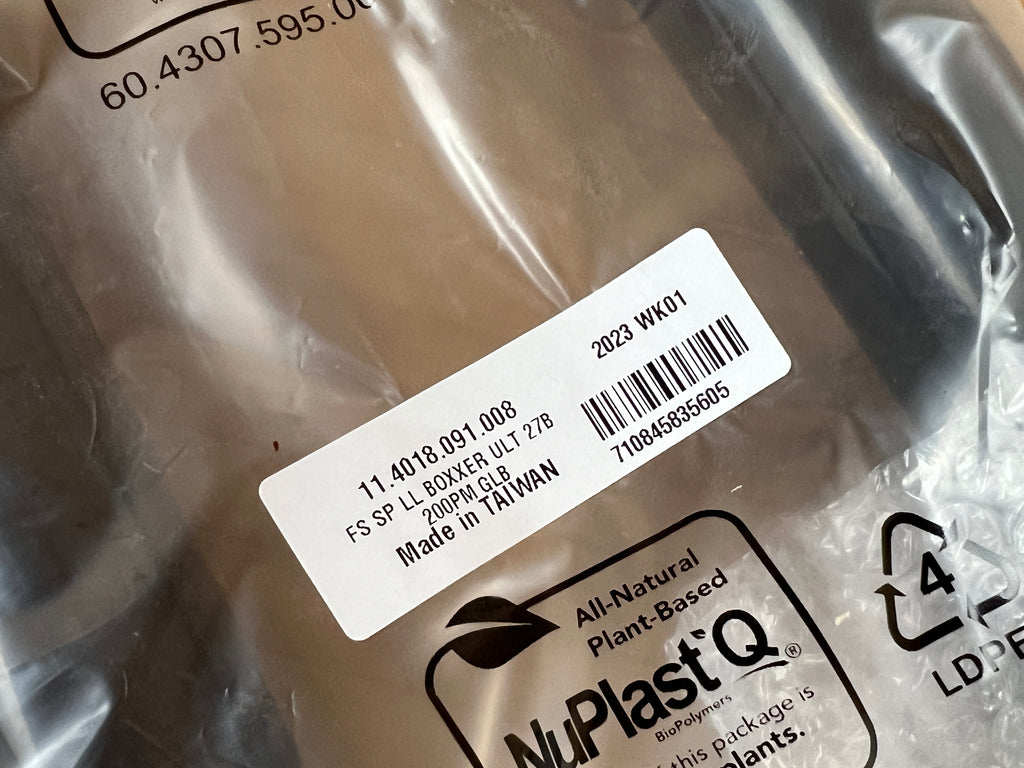 60.4307.595.00
2023 WK01
710845835605
11.4018.091.008
FS SP LL BOXXER ULT 27B
200PM GLB
Made in TAIWAN
All-Natural
Plant-Based
NuPlast Q®
BioPolymers
this package is
plants.
4
LDPE